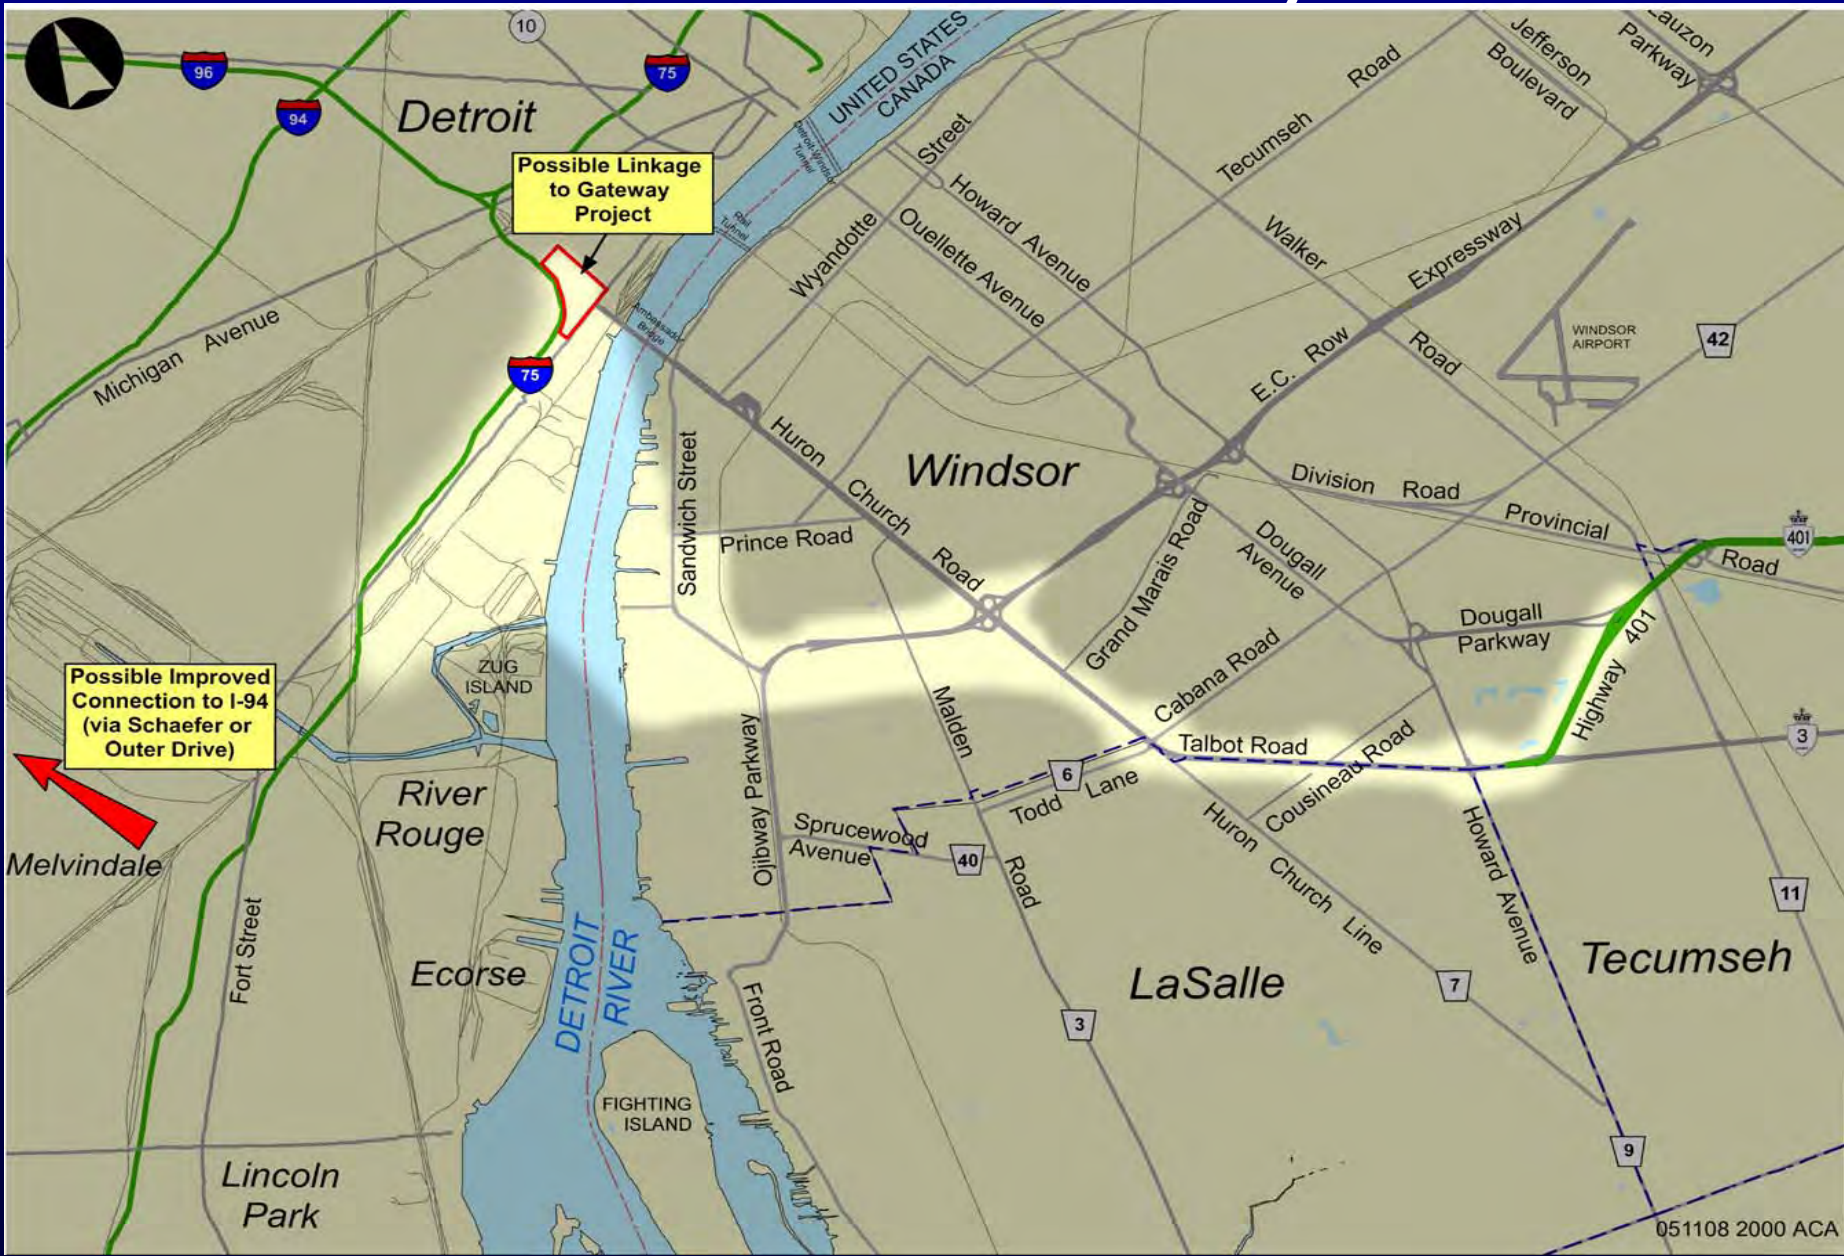 10
96
94
75
Detroit
UNITED STATES
CANADA
Lauzon
Parkway
Jefferson
Boulevard
Tecumseh
Road
Possible Linkage
to Gateway
Project
Detroit-Windsor
Tunnel
Rail
Tunnel
Ambassador
Bridge
Wyandotte
Street
Howard Avenue
Ouellette Avenue
Walker
Road
E.C. Row
Expressway
WINDSOR
AIRPORT
42
Michigan Avenue
75
Sandwich Street
Huron
Church
Road
Prince Road
Windsor
Division Road
Provincial
Road
401
Grand Marais Road
Dougall
Avenue
Dougall
Parkway
Highway 401
Cabana Road
Possible Improved
Connection to I-94
(via Schaefer or
Outer Drive)
ZUG
ISLAND
Ojibway Parkway
Malden
Road
Talbot Road
3
6
Todd Lane
Cousineau Road
River
Rouge
Melvindale
Sprucewood
Avenue
40
Huron Church Line
Howard Avenue
11
Fort Street
Ecorse
DETROIT
RIVER
Front Road
LaSalle
Tecumseh
7
3
FIGHTING
ISLAND
9
Lincoln
Park
051108 2000 ACA